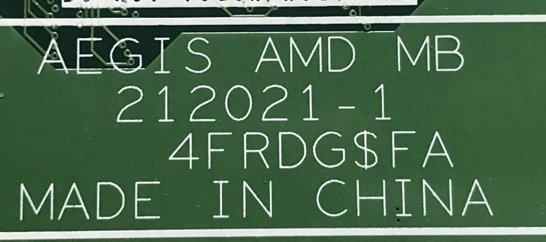 AEGIS AMD MB
212021-1
4FRDG$FA
MADE IN CHINA